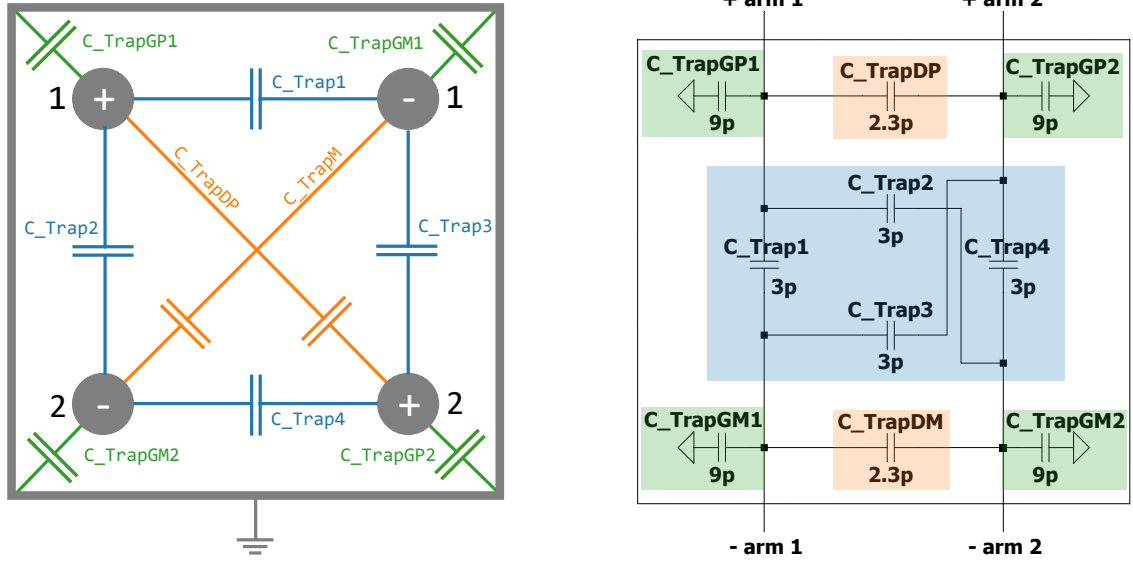 C_TrapGP1
C_TrapGM1
1
+
C_Trap1
-
1
C_TrapDP
C_TrapM
C_Trap2
C_Trap3
2
-
C_Trap4
+
2
C_TrapGM2
C_TrapGP2
+ arm 1
+ arm 2
C_TrapGP1
9p
C_TrapDP
2.3p
C_TrapGP2
9p
C_Trap2
3p
C_Trap1
3p
C_Trap4
3p
C_Trap3
3p
C_TrapGM1
9p
C_TrapDM
2.3p
C_TrapGM2
9p
- arm 1
- arm 2